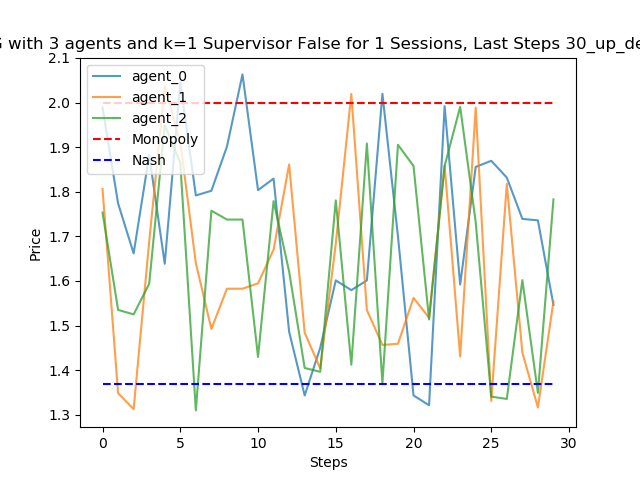 with 3 agents and k=1 Supervisor False for 1 Sessions, Last Steps 30_up_de
2.1
2.0
1.9
1.8
1.7
1.6
1.5
1.4
1.3
Price
agent_0
agent_1
agent_2
Monopoly
Nash
0
5
10
15
20
25
30
Steps